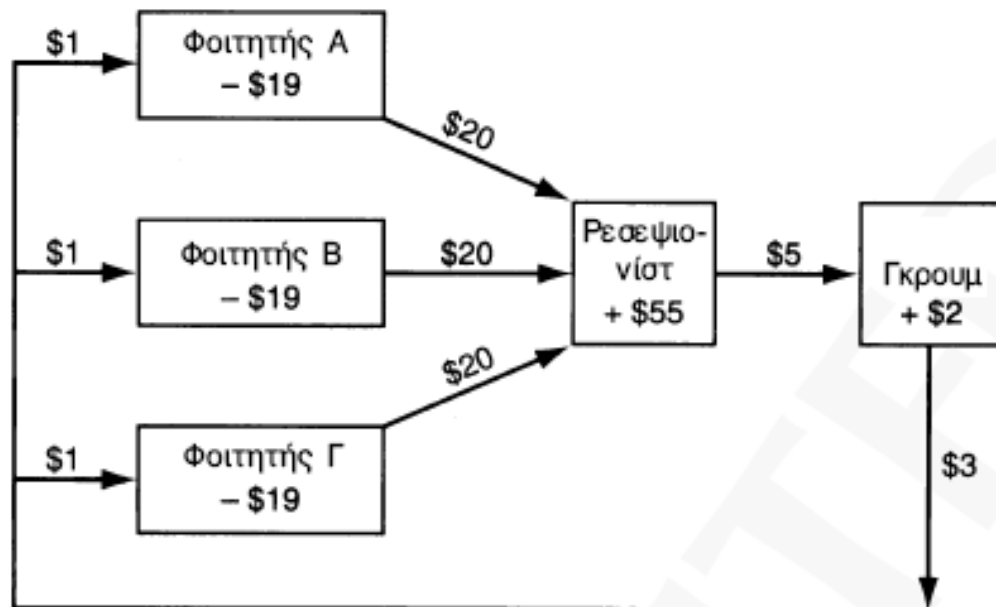 $1
Φοιτητής Α
– $19
$20
$1
Φοιτητής Β
– $19
$20
Ρεσεψιο-
νίστ
+ $55
$5
Γκρουμ
+ $2
$20
$1
Φοιτητής Γ
– $19
$3